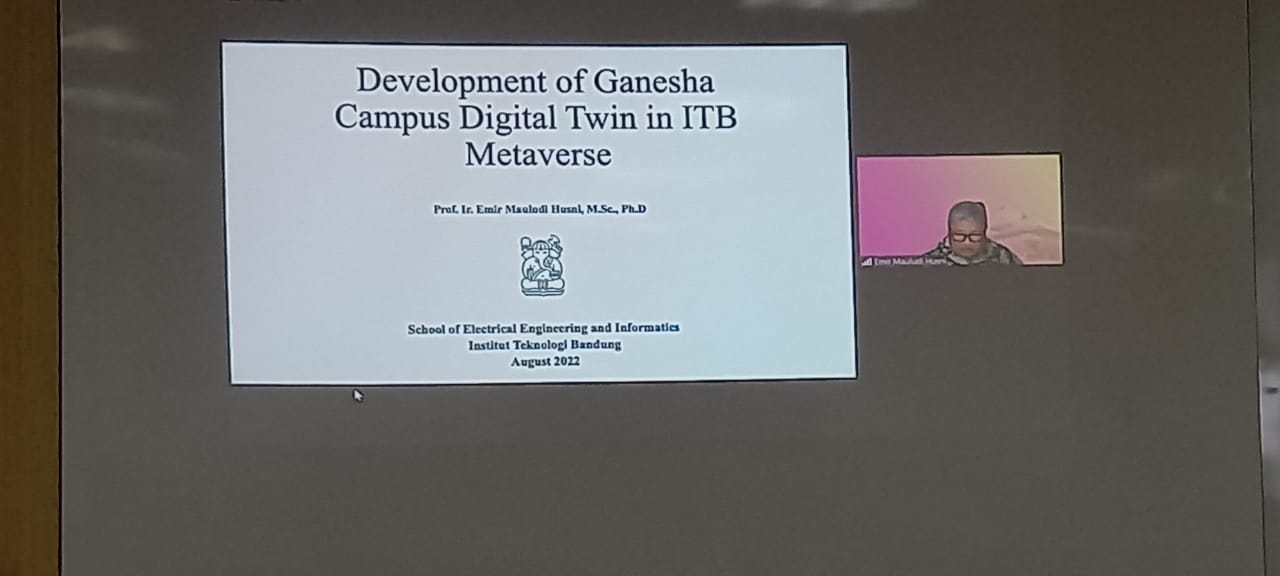 Development of Ganesha
Campus Digital Twin in ITB
Metaverse
Prof. Ir. Emir Mauludi Husni, M.Sc., Ph.D
School of Electrical Engineering and Informatics
Institut Teknologi Bandung
August 2022
Emir Mauludi Husni